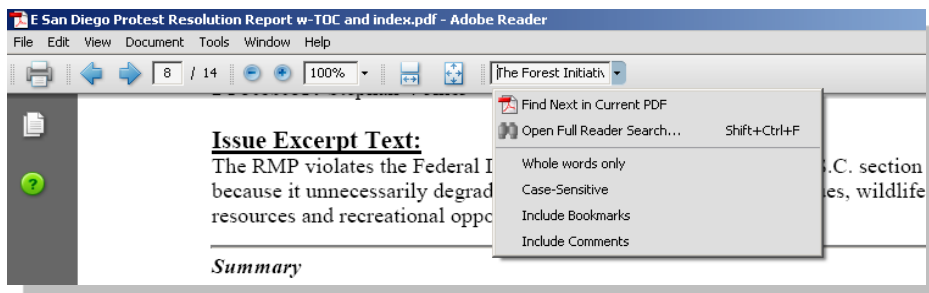 E San Diego Protest Resolution Report w-TOC and index.pdf - Adobe Reader
File Edit View Document Tools Window Help
8 / 14 100% The Forest Initiativ
Find Next in Current PDF
Open Full Reader Search... Shift+Ctrl+F
Whole words only
Case-Sensitive
Include Bookmarks
Include Comments
Issue Excerpt Text:
The RMP violates the Federal .C. section
because it unnecessarily degrad es, wildlife
resources and recreational oppo
Summary